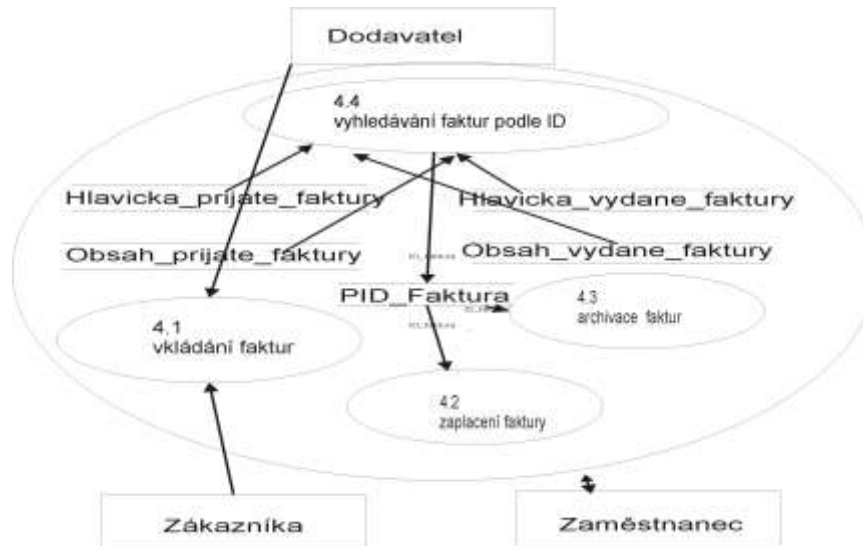 Dodavatel
4.4
vyhledávání faktur podle ID
Hlavicka_prijate_faktury
Hlavicka_vydane_faktury
Obsah_prijate_faktury
Obsah_vydane_faktury
PID_Faktura
4.3
archivace faktur
4.1
vkládání faktur
4.2
zaplacení faktury
Zákazníka
Zaměstnanec